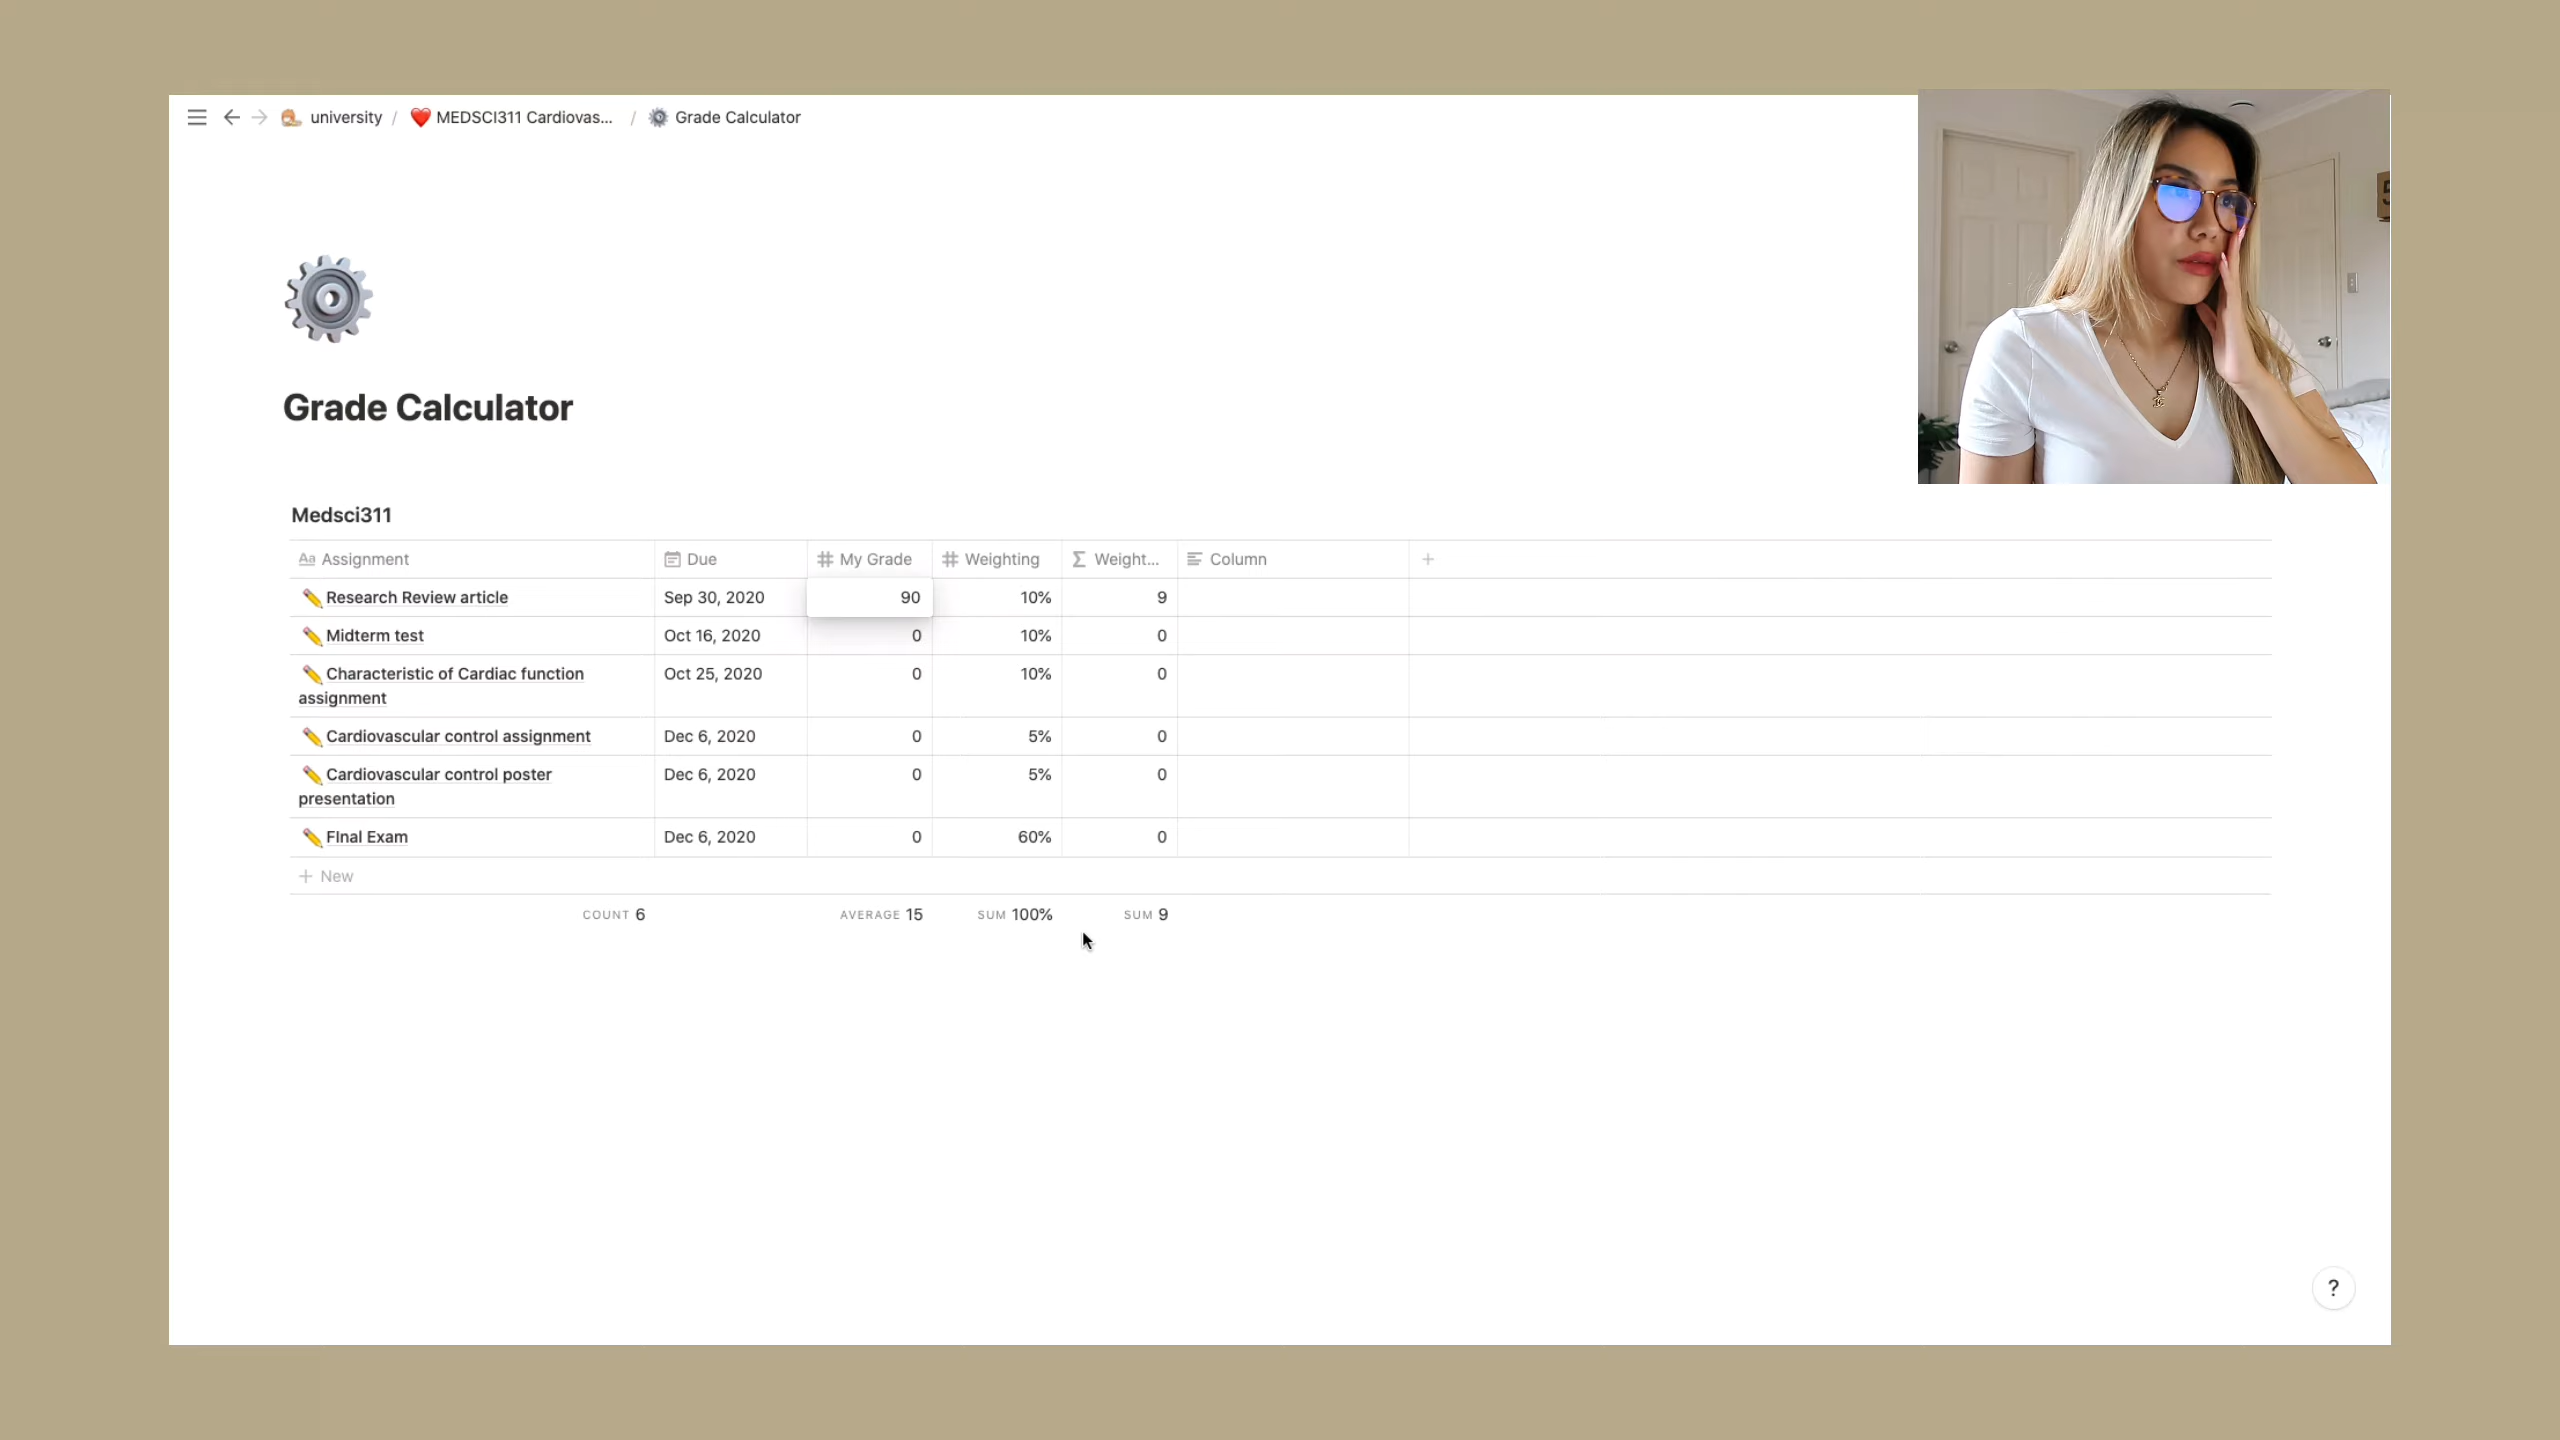 university / MEDSCI311 Cardiovas... / Grade Calculator
Grade Calculator
Medsci311
Aa Assignment Due # My Grade # Weighting Σ Weight... Column +
Research Review article Sep 30, 2020 90 10% 9
Midterm test Oct 16, 2020 0 10% 0
Characteristic of Cardiac function Oct 25, 2020 0 10% 0
assignment
Cardiovascular control assignment Dec 6, 2020 0 5% 0
Cardiovascular control poster Dec 6, 2020 0 5% 0
presentation
FInal Exam Dec 6, 2020 0 60% 0
+ New
COUNT 6 AVERAGE 15 SUM 100% SUM 9
?